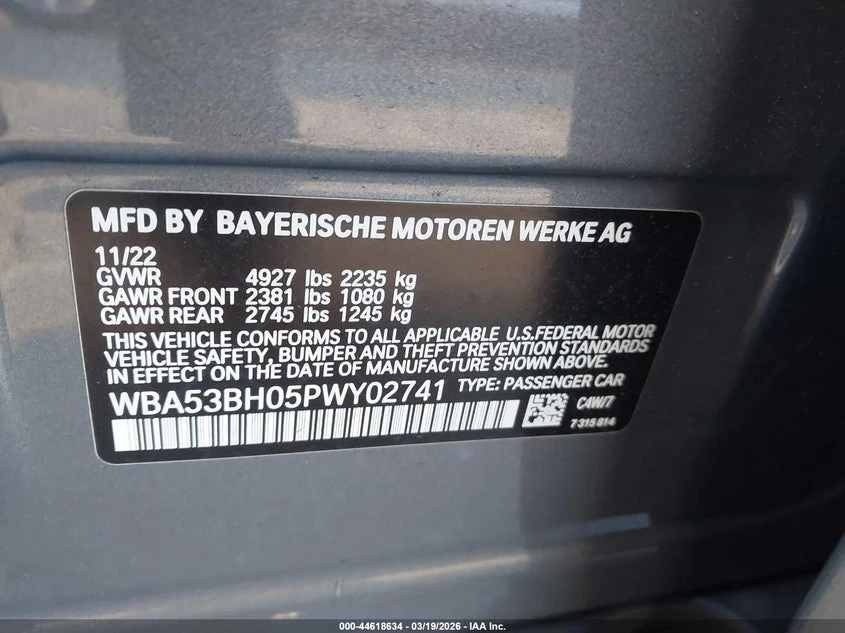 MFD BY BAYERISCHE MOTOREN WERKE AG
11/22
GVWR 4927 lbs 2235 kg
GAWR FRONT 2381 lbs 1080 kg
GAWR REAR 2745 lbs 1245 kg
THIS VEHICLE CONFORMS TO ALL APPLICABLE U.S.FEDERAL MOTOR
VEHICLE SAFETY, BUMPER AND THEFT PREVENTION STANDARDS
IN EFFECT ON THE DATE OF MANUFACTURE SHOWN ABOVE.
WBA53BH05PWY02741 TYPE: PASSENGER CAR
C4W/7
7315814
000-44618634 - 03/19/2026 - IAA Inc.